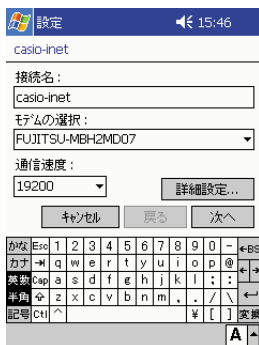 設定 15:46
casio-inet
接続名：
casio-inet
モデムの選択：
FUJITSU-MBH2MD07
通信速度：
19200
詳細設定...
キャンセル 戻る 次へ
かな Esc 1 2 3 4 5 6 7 8 9 0 - ←BS
カナ →| q w e r t y u i o p @ ← →
英数 Cap a s d f g h j k l ; :
半角 z x c v b n m , . / \ ↵
記号 Ctl ^ ¥ [ ] 変換
A